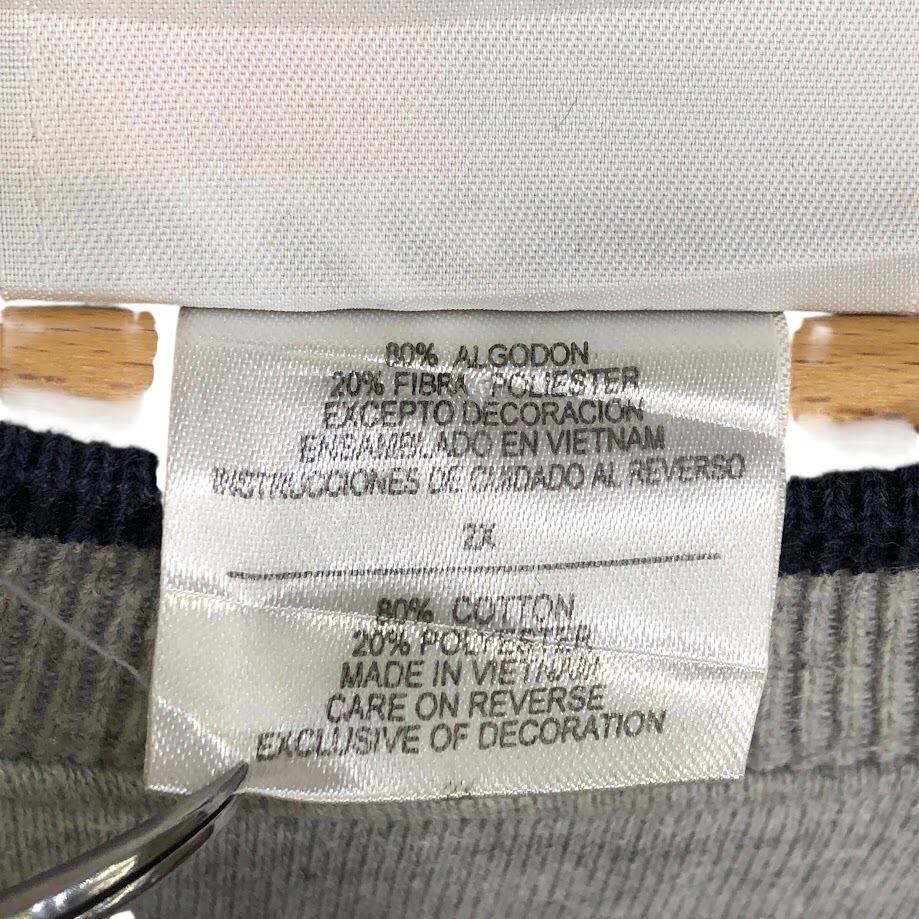 80% ALGODON
20% FIBRA POLIESTER
EXCEPTO DECORACION
ENSAMBLADO EN VIETNAM
INSTRUCCIONES DE CUIDADO AL REVERSO
2X
80% COTTON
20% POLYESTER
MADE IN VIETNAM
CARE ON REVERSE
EXCLUSIVE OF DECORATION